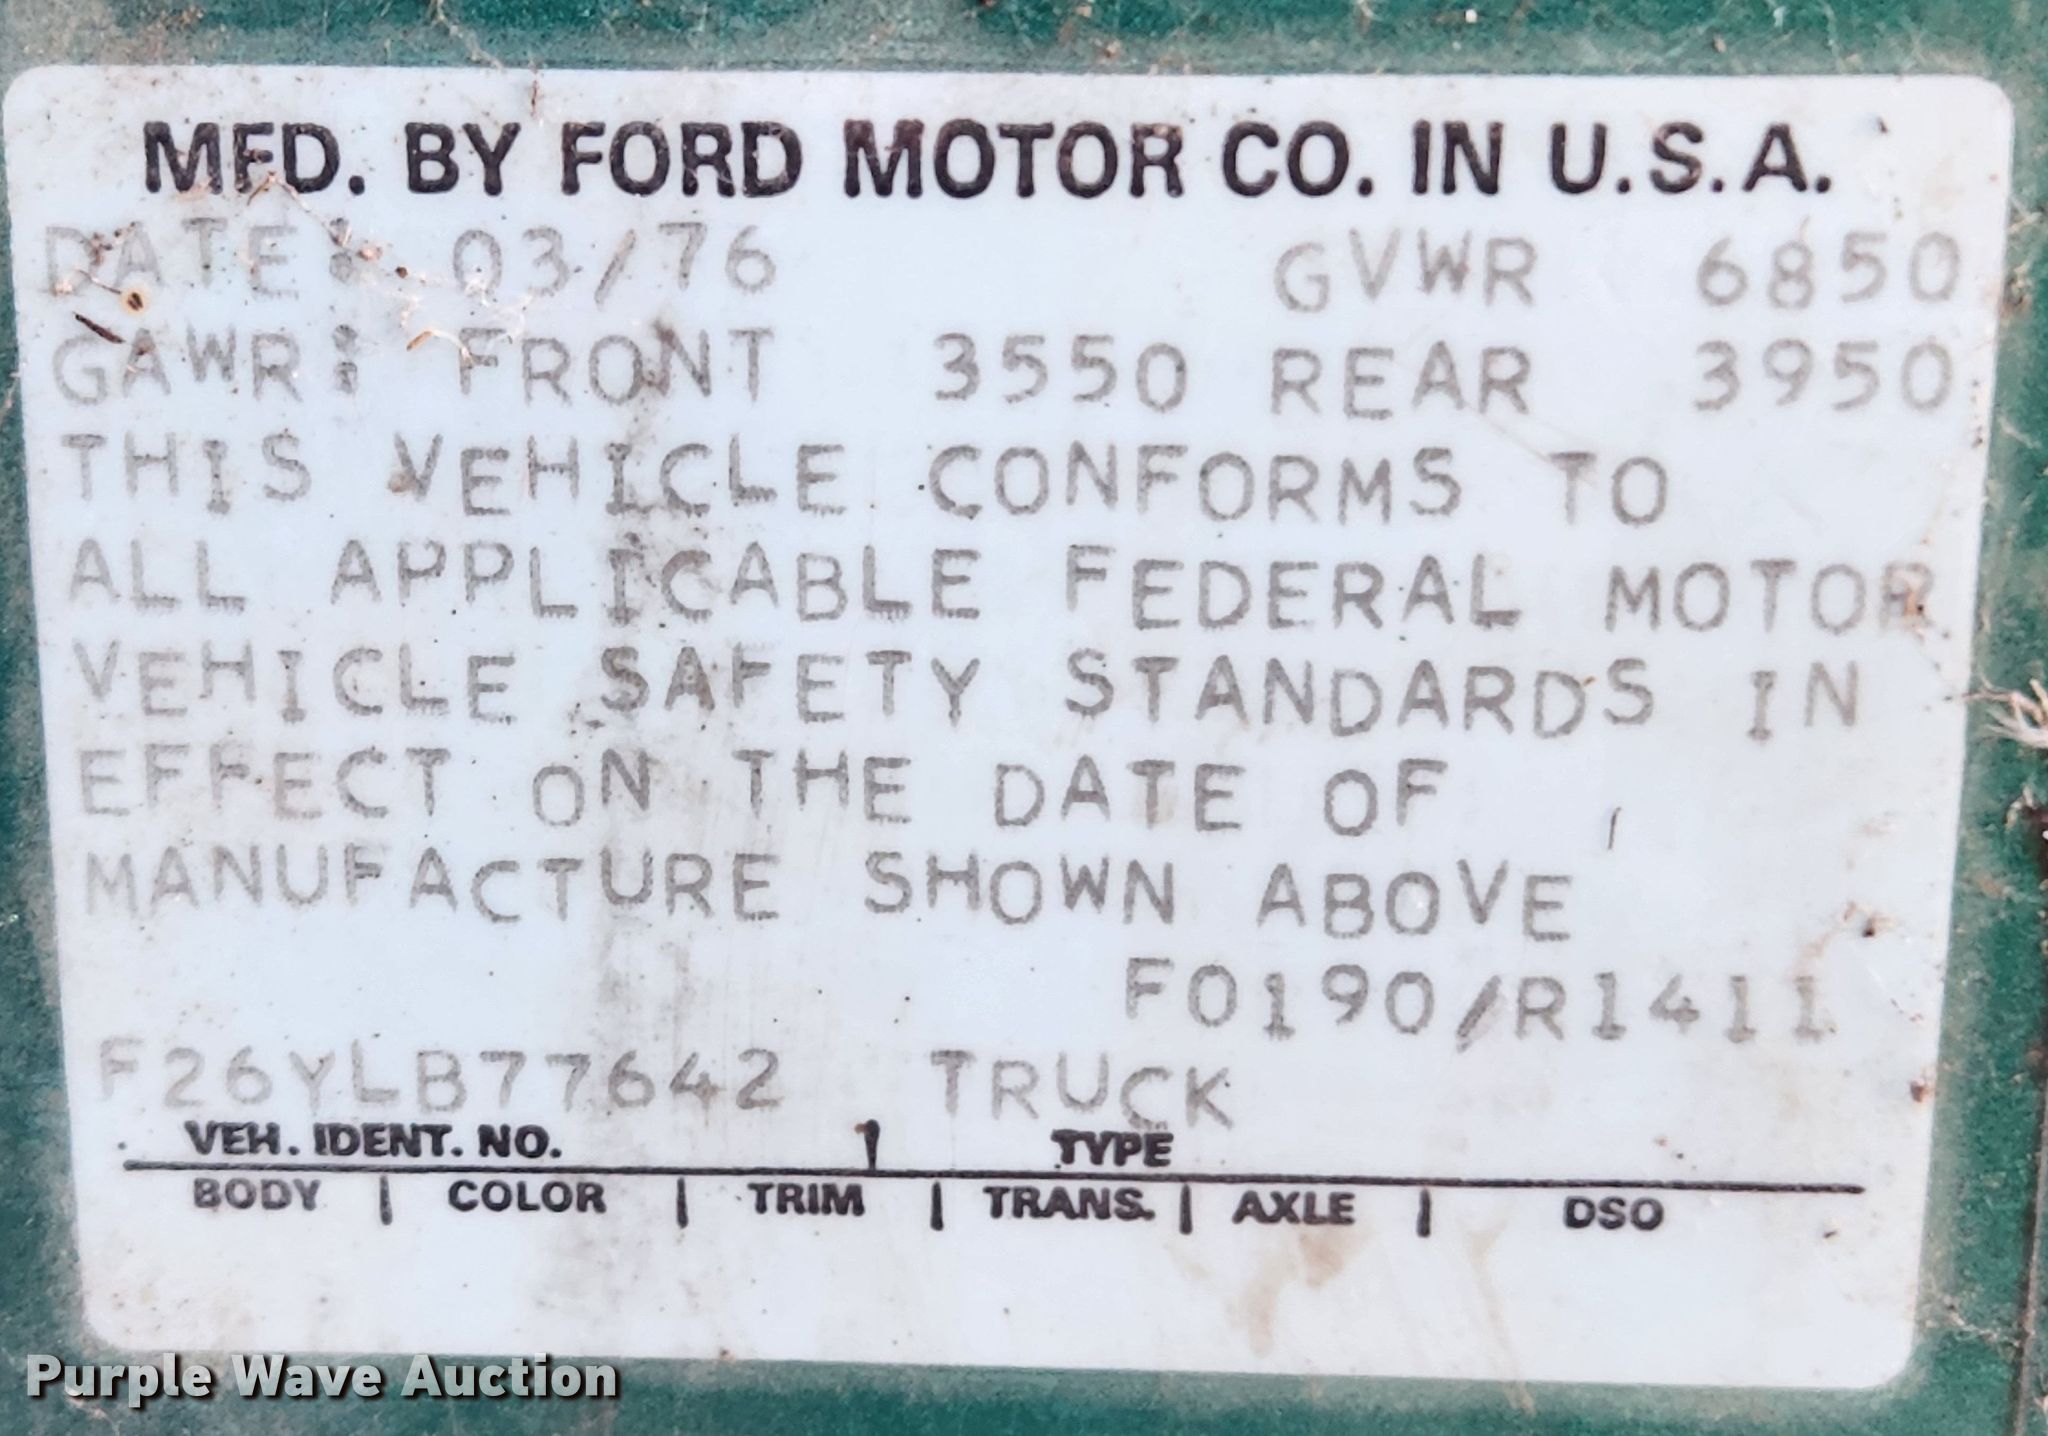 MFD. BY FORD MOTOR CO. IN U.S.A.
DATE: 03/76 GVWR 6850
GAWR: FRONT 3550 REAR 3950
THIS VEHICLE CONFORMS TO
ALL APPLICABLE FEDERAL MOTOR
VEHICLE SAFETY STANDARDS IN
EFFECT ON THE DATE OF
MANUFACTURE SHOWN ABOVE
F0190/R1411
F26YLB77642 TRUCK
VEH. IDENT. NO. | TYPE
BODY | COLOR | TRIM | TRANS. | AXLE | DSO
Purple Wave Auction